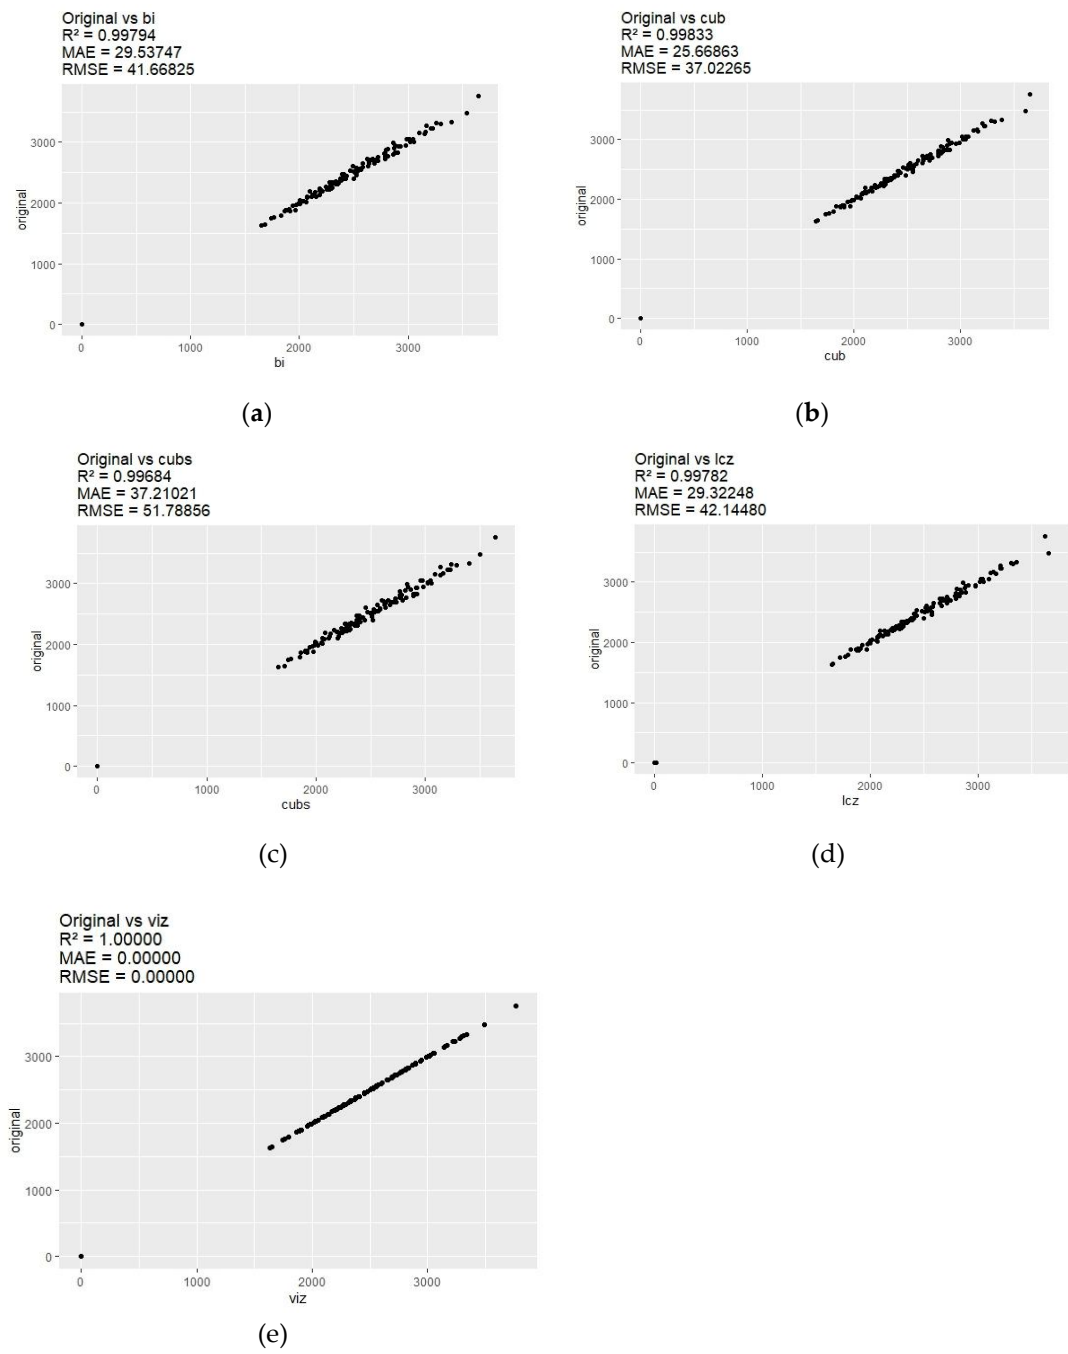 Original vs bi
R² = 0.99794
MAE = 29.53747
RMSE = 41.66825
3000
2000
1000
0
original
0 1000 2000 3000
bi
(a)
Original vs cub
R² = 0.99833
MAE = 25.66863
RMSE = 37.02265
3000
2000
1000
0
original
0 1000 2000 3000
cub
(b)
Original vs cubs
R² = 0.99684
MAE = 37.21021
RMSE = 51.78856
3000
2000
1000
0
original
0 1000 2000 3000
cubs
(c)
Original vs lcz
R² = 0.99782
MAE = 29.32248
RMSE = 42.14480
3000
2000
1000
0
original
0 1000 2000 3000
lcz
(d)
Original vs viz
R² = 1.00000
MAE = 0.00000
RMSE = 0.00000
3000
2000
1000
0
original
0 1000 2000 3000
viz
(e)